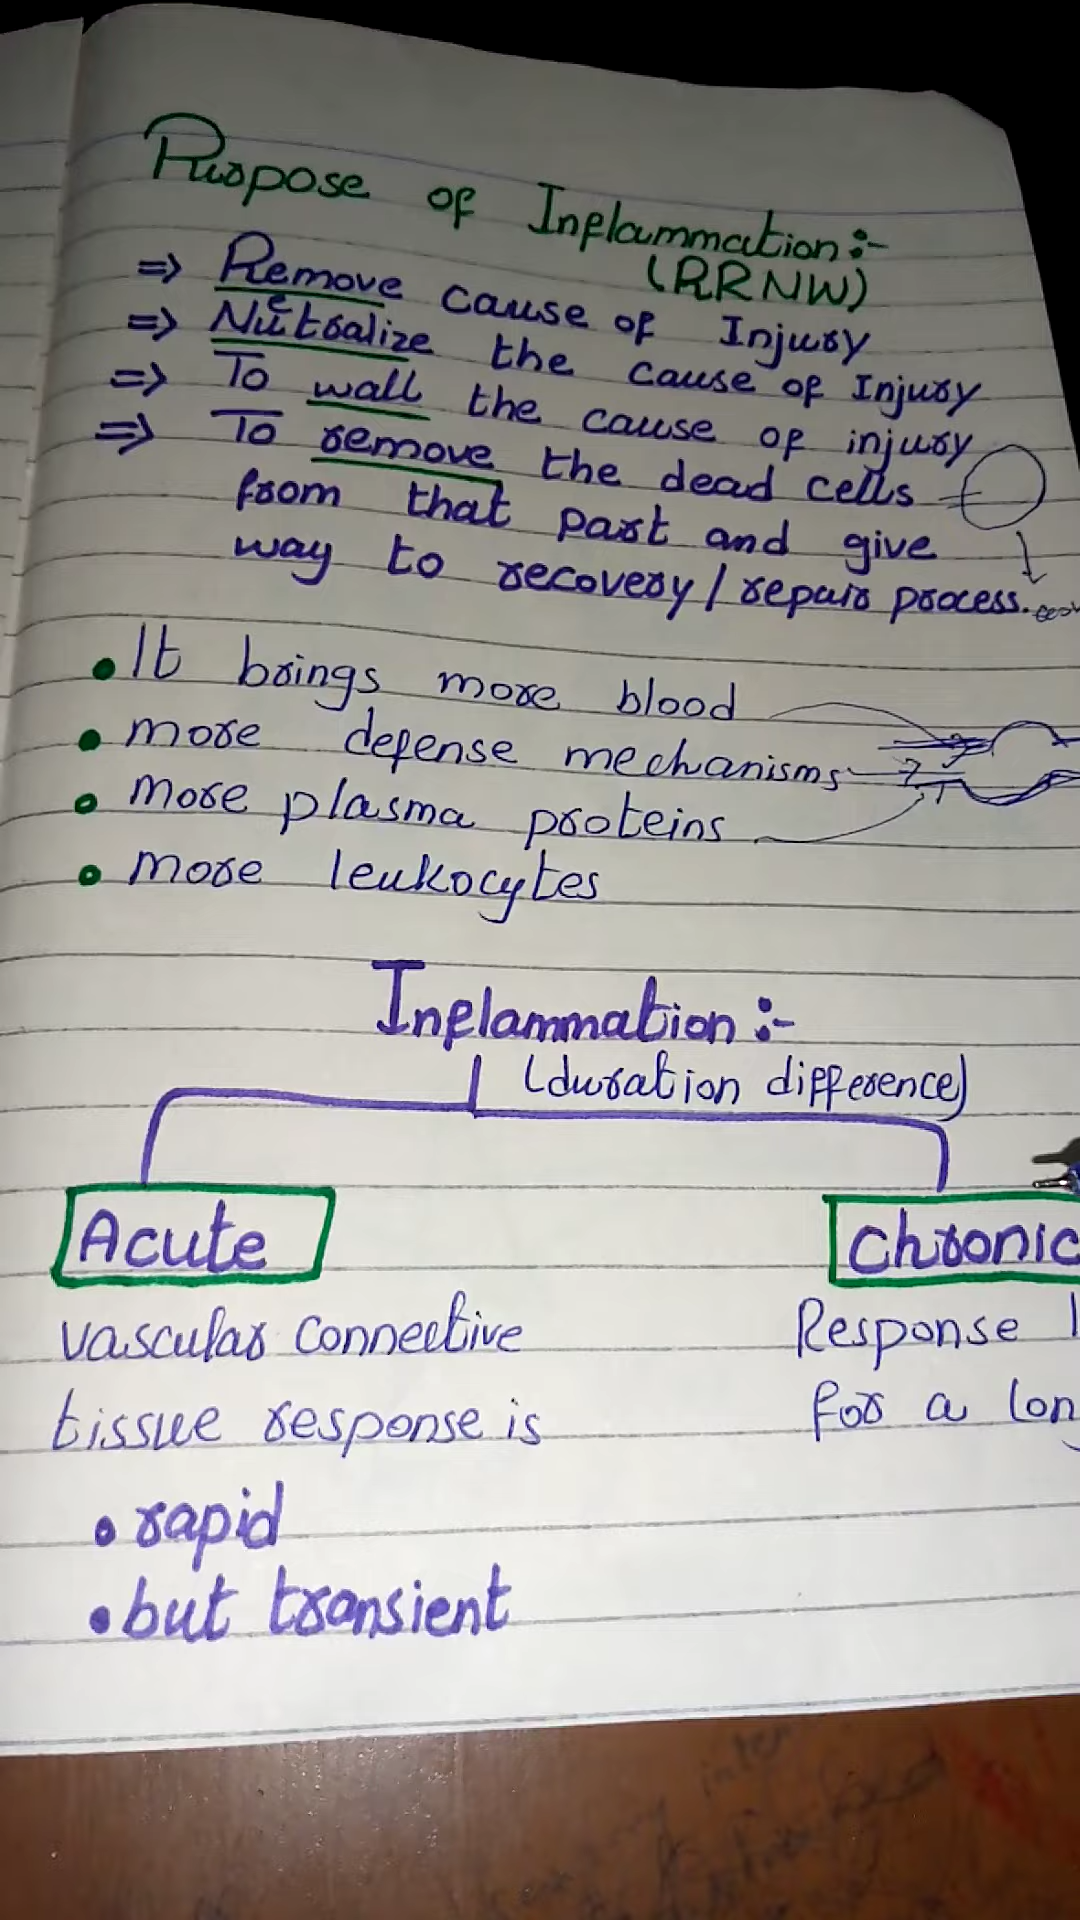 Purpose of Inflammation:-
(RRNW)
=> Remove cause of Injury
=> Neutralize the cause of Injury
=> To wall the cause of injury
=> To remove the dead cells
from that part and give
way to recovery/repair process.
• It brings more blood
• more defense mechanisms
• more plasma proteins
• more leukocytes
Inflammation:-
(duration difference)
Acute
Chronic
vascular connective
tissue response is
• rapid
• but transient
Response
for a lon